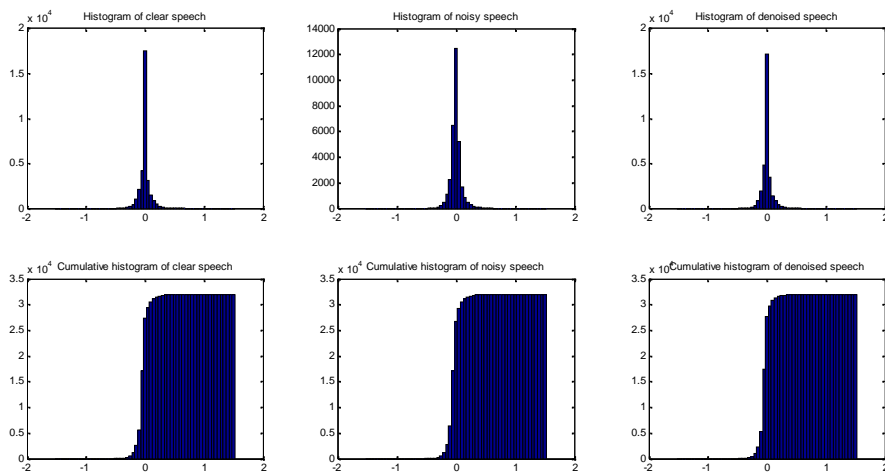 Histogram of clear speech
x 10^4
2
1.5
1
0.5
0
-2 -1 0 1 2
Histogram of noisy speech
14000
12000
10000
8000
6000
4000
2000
0
-2 -1 0 1 2
Histogram of denoised speech
x 10^4
2
1.5
1
0.5
0
-2 -1 0 1 2
Cumulative histogram of clear speech
x 10^4
3.5
3
2.5
2
1.5
1
0.5
0
-2 -1 0 1 2
Cumulative histogram of noisy speech
x 10^4
3.5
3
2.5
2
1.5
1
0.5
0
-2 -1 0 1 2
Cumulative histogram of denoised speech
x 10^4
3.5
3
2.5
2
1.5
1
0.5
0
-2 -1 0 1 2